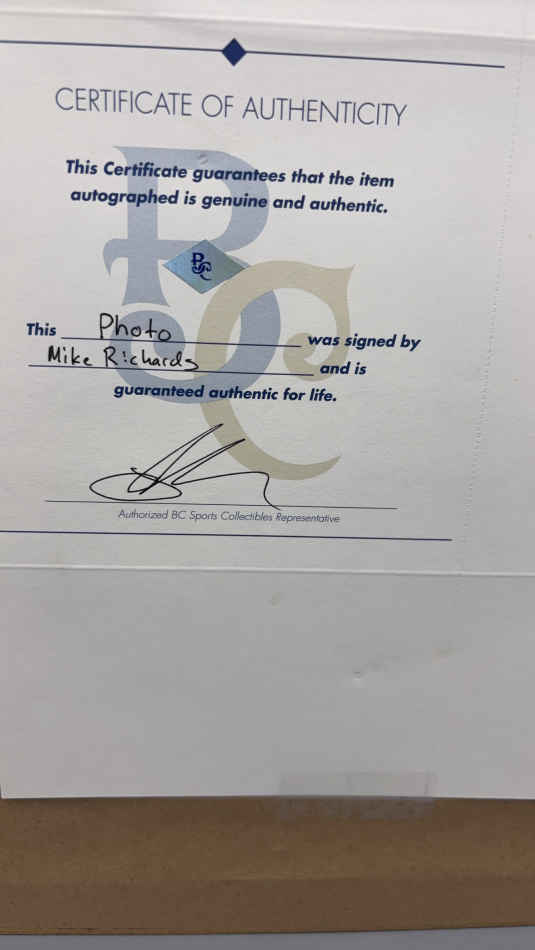 CERTIFICATE OF AUTHENTICITY
This Certificate guarantees that the item
autographed is genuine and authentic.
BC
This Photo was signed by
Mike Richards and is
guaranteed authentic for life.
Authorized BC Sports Collectibles Representative